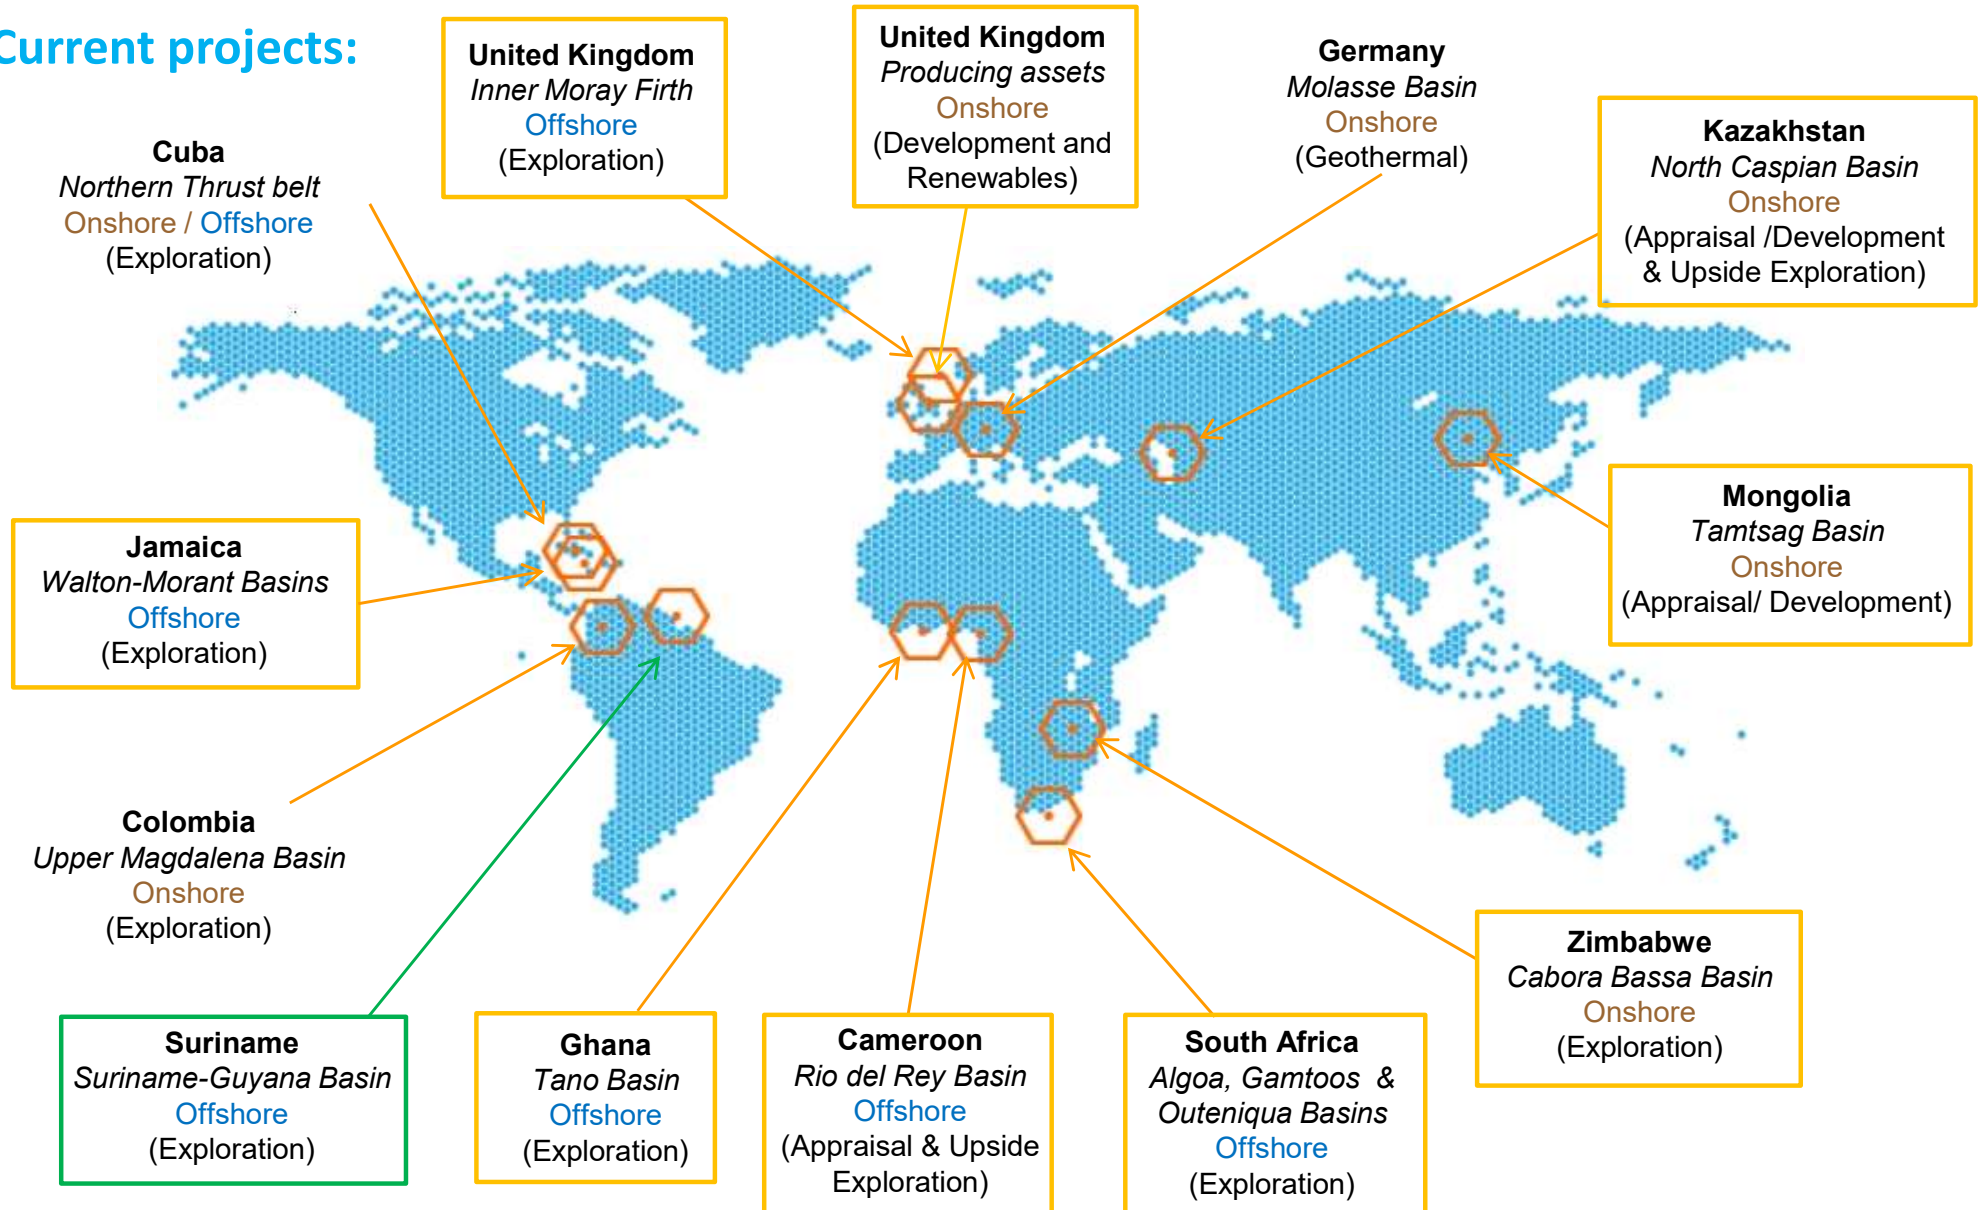 Current projects:
United Kingdom
Inner Moray Firth
Offshore
(Exploration)
United Kingdom
Producing assets
Onshore
(Development and
Renewables)
Germany
Molasse Basin
Onshore
(Geothermal)
Kazakhstan
North Caspian Basin
Onshore
(Appraisal /Development
& Upside Exploration)
Cuba
Northern Thrust belt
Onshore / Offshore
(Exploration)
Jamaica
Walton-Morant Basins
Offshore
(Exploration)
Mongolia
Tamtsag Basin
Onshore
(Appraisal/ Development)
Colombia
Upper Magdalena Basin
Onshore
(Exploration)
Zimbabwe
Cabora Bassa Basin
Onshore
(Exploration)
Suriname
Suriname-Guyana Basin
Offshore
(Exploration)
Ghana
Tano Basin
Offshore
(Exploration)
Cameroon
Rio del Rey Basin
Offshore
(Appraisal & Upside
Exploration)
South Africa
Algoa, Gamtoos &
Outeniqua Basins
Offshore
(Exploration)